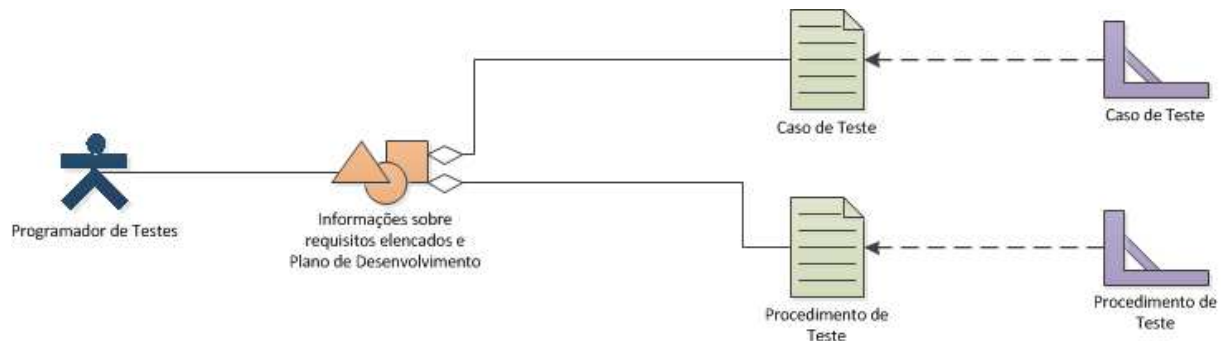 Caso de Teste
Caso de Teste
Programador de Testes
Informações sobre
requisitos elencados e
Plano de Desenvolvimento
Procedimento de
Teste
Procedimento de
Teste